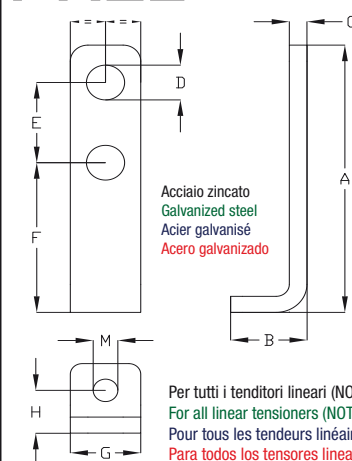 = =
C
D
E
A
Acciaio zincato
Galvanized steel
Acier galvanisé
Acero galvanizado
F
B
M
H
G
Per tutti i tenditori lineari (NO
For all linear tensioners (NOT
Pour tous les tendeurs linéair
Para todos los tensores linea